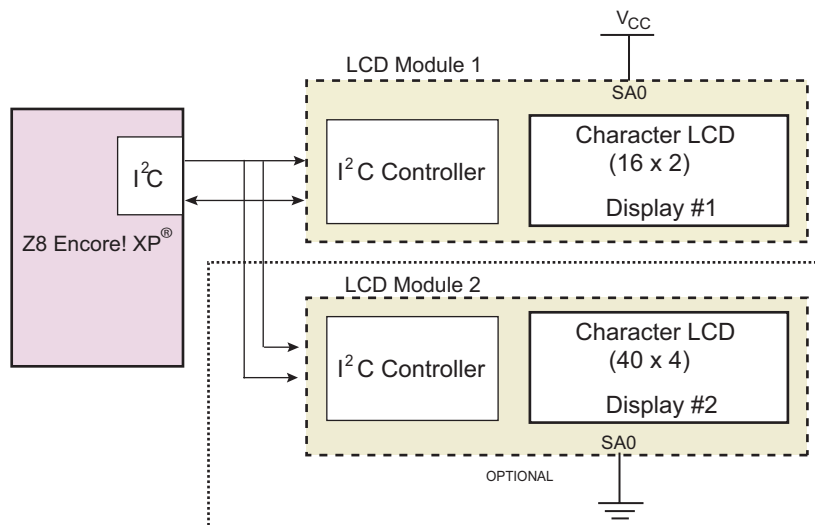 V_CC
LCD Module 1
SA0
I²C
Z8 Encore! XP®
I²C Controller
Character LCD
(16 x 2)
Display #1
LCD Module 2
I²C Controller
Character LCD
(40 x 4)
Display #2
SA0
OPTIONAL